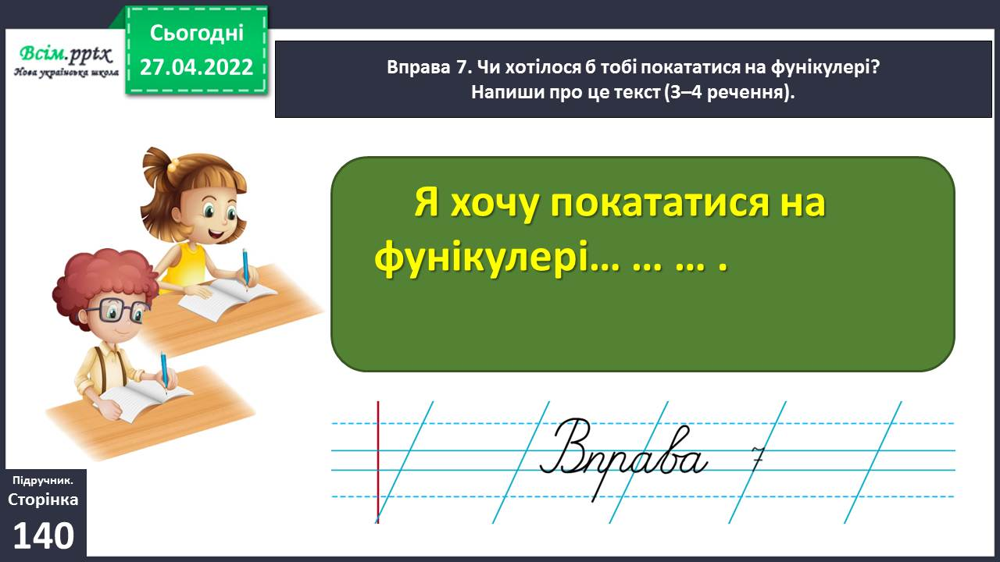 Всім.pptx
Нова українська школа
Сьогодні
27.04.2022
Вправа 7. Чи хотілося б тобі покататися на фунікулері?
Напиши про це текст (3–4 речення).
Я хочу покататися на
фунікулері... ... ... .
Вправа 7
Підручник.
Сторінка
140